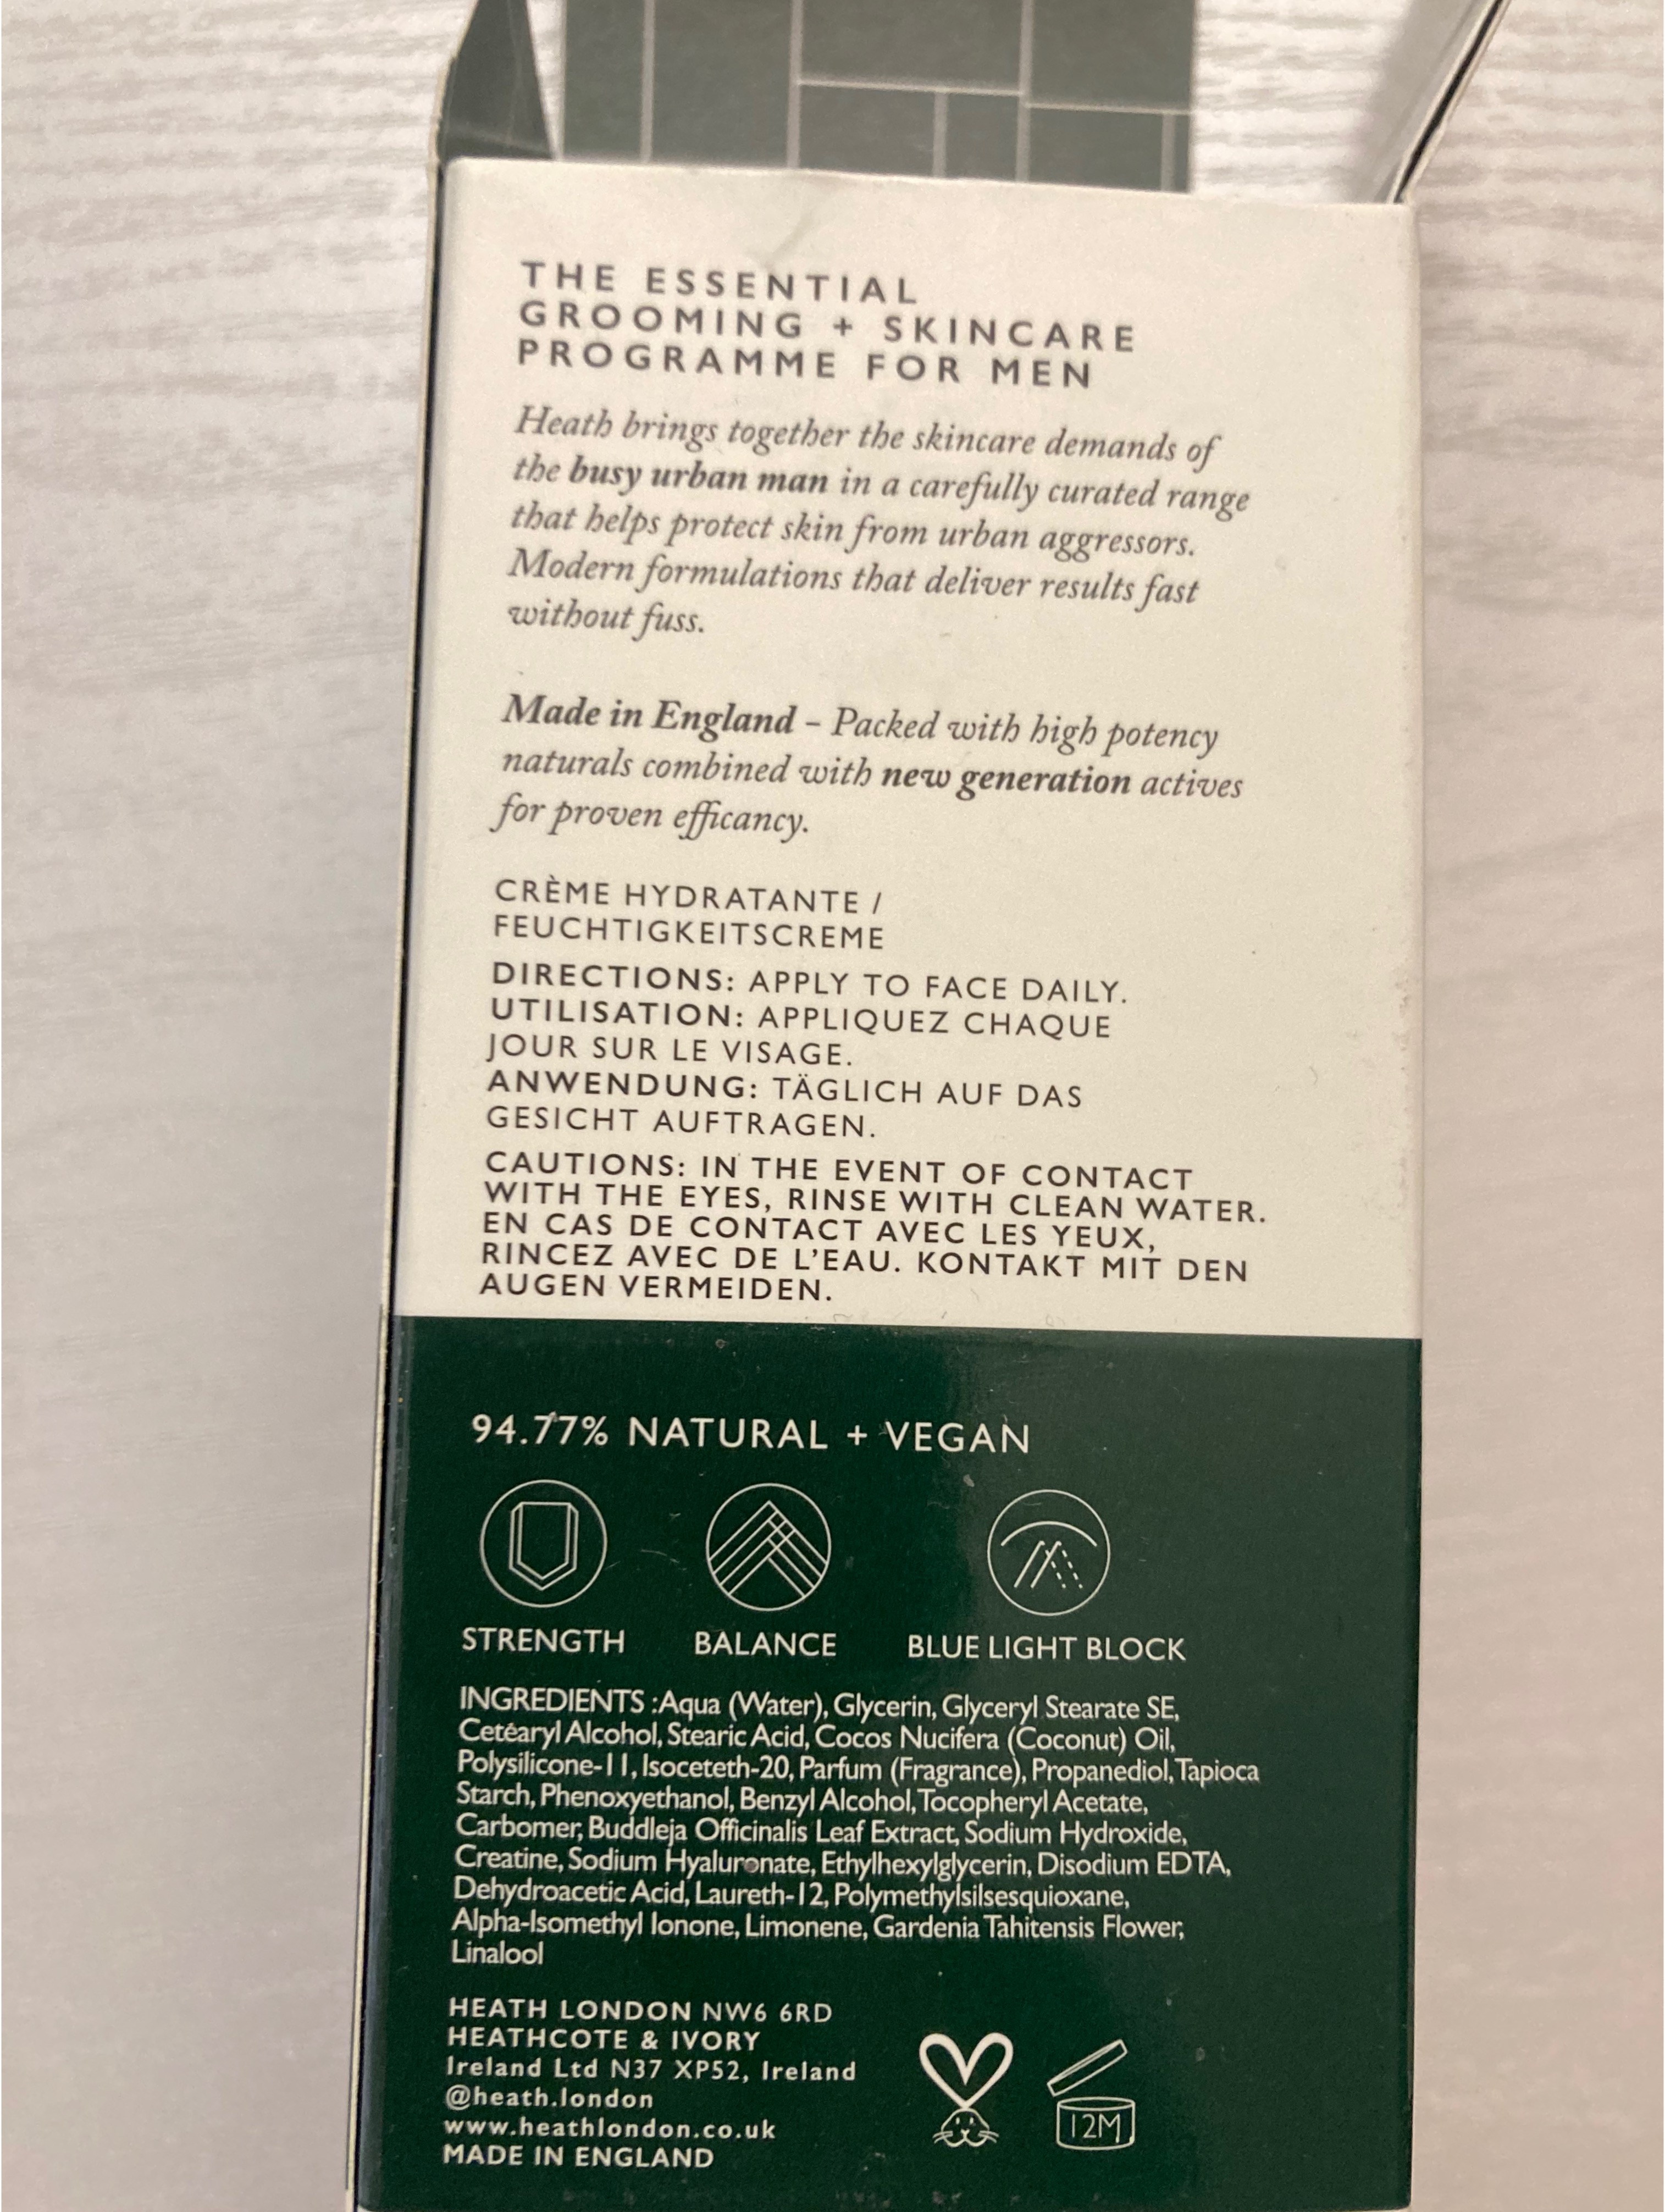 THE ESSENTIAL
GROOMING + SKINCARE
PROGRAMME FOR MEN
Heath brings together the skincare demands of
the busy urban man in a carefully curated range
that helps protect skin from urban aggressors.
Modern formulations that deliver results fast
without fuss.
Made in England – Packed with high potency
naturals combined with new generation actives
for proven efficancy.
CRÈME HYDRATANTE /
FEUCHTIGKEITSCREME
DIRECTIONS: APPLY TO FACE DAILY.
UTILISATION: APPLIQUEZ CHAQUE
JOUR SUR LE VISAGE.
ANWENDUNG: TÄGLICH AUF DAS
GESICHT AUFTRAGEN.
CAUTIONS: IN THE EVENT OF CONTACT
WITH THE EYES, RINSE WITH CLEAN WATER.
EN CAS DE CONTACT AVEC LES YEUX,
RINCEZ AVEC DE L'EAU. KONTAKT MIT DEN
AUGEN VERMEIDEN.
94.77% NATURAL + VEGAN
STRENGTH BALANCE BLUE LIGHT BLOCK
INGREDIENTS :Aqua (Water), Glycerin, Glyceryl Stearate SE,
Cetearyl Alcohol, Stearic Acid, Cocos Nucifera (Coconut) Oil,
Polysilicone-11, Isoceteth-20, Parfum (Fragrance), Propanediol, Tapioca
Starch, Phenoxyethanol, Benzyl Alcohol, Tocopheryl Acetate,
Carbomer, Buddleja Officinalis Leaf Extract, Sodium Hydroxide,
Creatine, Sodium Hyaluronate, Ethylhexylglycerin, Disodium EDTA,
Dehydroacetic Acid, Laureth-12, Polymethylsilsesquioxane,
Alpha-Isomethyl Ionone, Limonene, Gardenia Tahitensis Flower,
Linalool
HEATH LONDON NW6 6RD
HEATHCOTE & IVORY
Ireland Ltd N37 XP52, Ireland
@heath.london
www.heathlondon.co.uk
MADE IN ENGLAND
12M